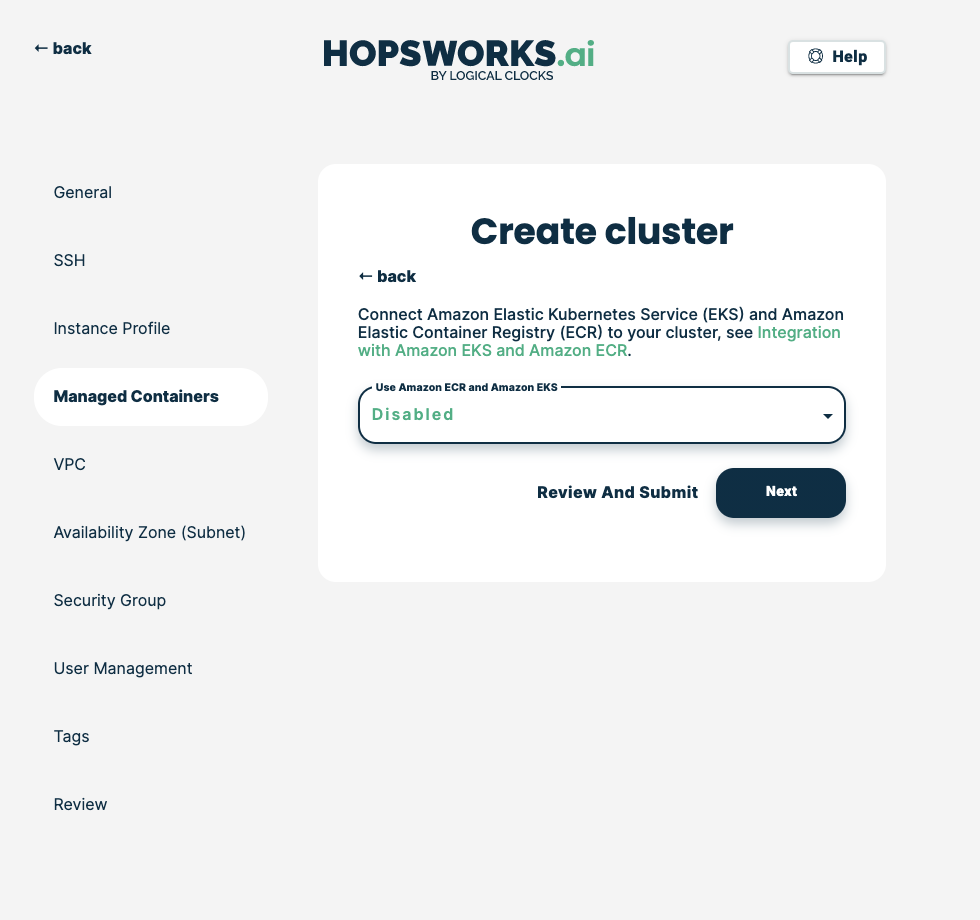 ← back
HOPSWORKS.ai
BY LOGICAL CLOCKS
Help
General
SSH
Instance Profile
Managed Containers
VPC
Availability Zone (Subnet)
Security Group
User Management
Tags
Review
Create cluster
← back
Connect Amazon Elastic Kubernetes Service (EKS) and Amazon
Elastic Container Registry (ECR) to your cluster, see Integration
with Amazon EKS and Amazon ECR.
Use Amazon ECR and Amazon EKS
Disabled
Review And Submit
Next